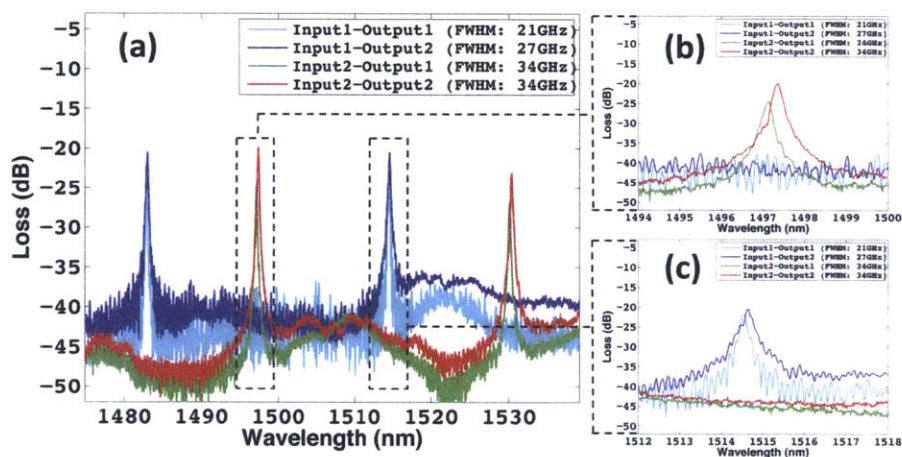 (a)
Input1-Output1 (FWHM: 21GHz)
Input1-Output2 (FWHM: 27GHz)
Input2-Output1 (FWHM: 34GHz)
Input2-Output2 (FWHM: 34GHz)
Loss (dB)
-5
-10
-15
-20
-25
-30
-35
-40
-45
-50
1480
1490
1500
1510
1520
1530
Wavelength (nm)
(b)
Input1-Output1 (FWHM: 21GHz)
Input1-Output2 (FWHM: 27GHz)
Input2-Output1 (FWHM: 34GHz)
Input2-Output2 (FWHM: 34GHz)
Loss (dB)
-5
-10
-15
-20
-25
-30
-35
-40
-45
-50
1494 1495 1496 1497 1498 1499 1500
Wavelength (nm)
(c)
Input1-Output1 (FWHM: 21GHz)
Input1-Output2 (FWHM: 27GHz)
Input2-Output1 (FWHM: 34GHz)
Input2-Output2 (FWHM: 34GHz)
Loss (dB)
-5
-10
-15
-20
-25
-30
-35
-40
-45
-50
1512 1513 1514 1515 1516 1517 1518
Wavelength (nm)